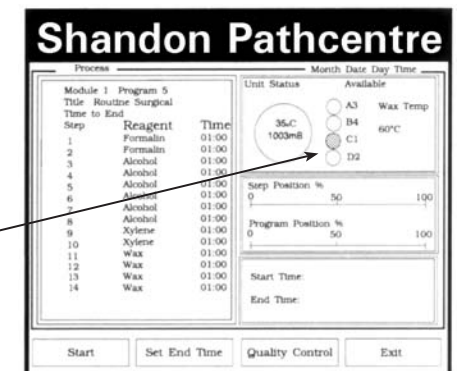 Shandon Pathcentre
Process
Month Date Day Time
Module 1 Program 5
Title Routine Surgical
Time to End
Step Reagent Time
1 Formalin 01:00
2 Formalin 01:00
3 Alcohol 01:00
4 Alcohol 01:00
5 Alcohol 01:00
6 Alcohol 01:00
7 Alcohol 01:00
8 Alcohol 01:00
9 Xylene 01:00
10 Xylene 01:00
11 Wax 01:00
12 Wax 01:00
13 Wax 01:00
14 Wax 01:00
Unit Status Available
35°C
1003mB
A3 Wax Temp
B4
60°C
C1
D2
Step Position %
0 50 100
Program Position %
0 50 100
Start Time:
End Time:
Start Set End Time Quality Control Exit